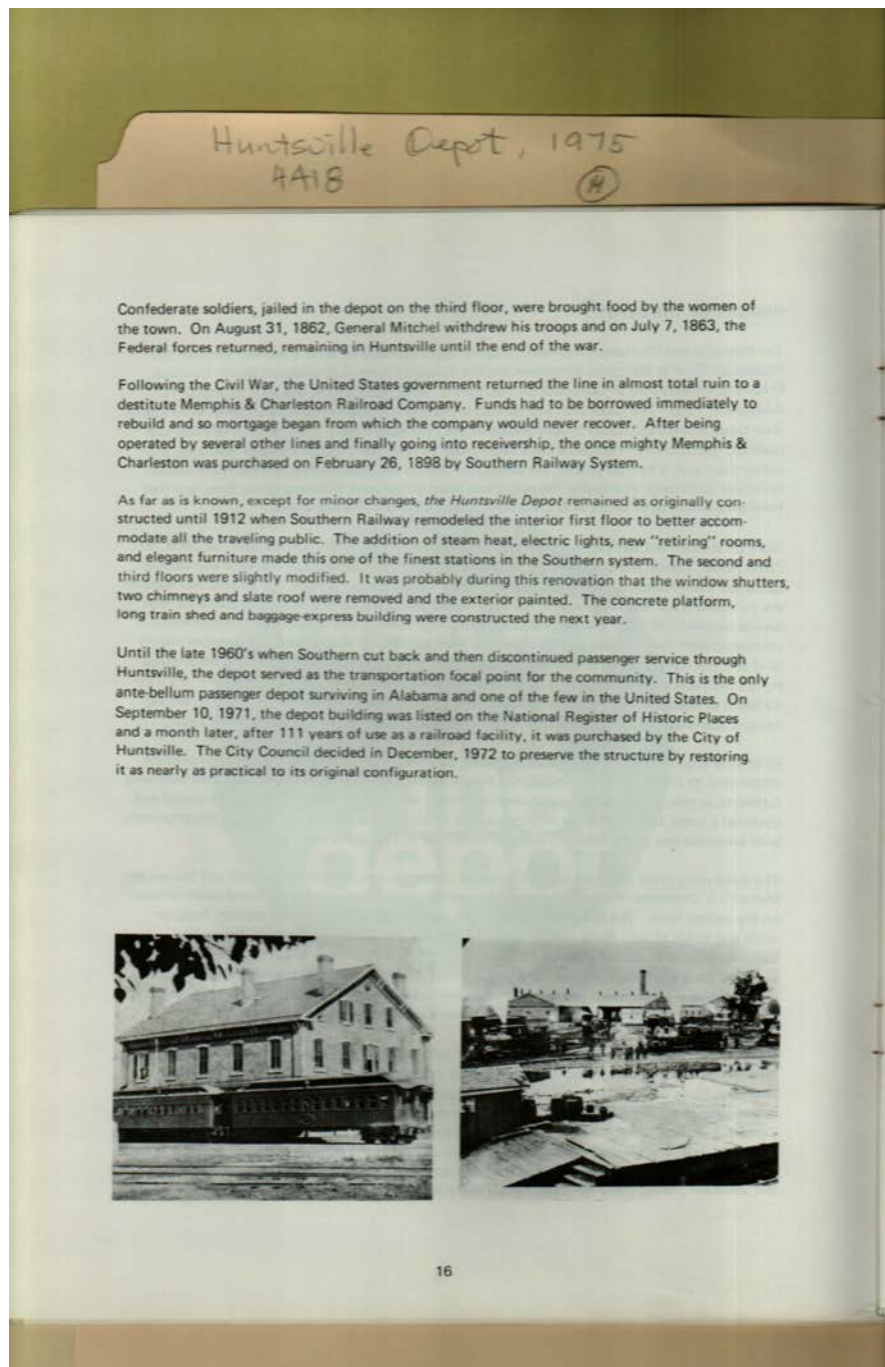 Huntsville Depot, 1975
4418
H
Confederate soldiers, jailed in the depot on the third floor, were brought food by the women of
the town. On August 31, 1862, General Mitchel withdrew his troops and on July 7, 1863, the
Federal forces returned, remaining in Huntsville until the end of the war.
Following the Civil War, the United States government returned the line in almost total ruin to a
destitute Memphis & Charleston Railroad Company. Funds had to be borrowed immediately to
rebuild and so mortgage began from which the company would never recover. After being
operated by several other lines and finally going into receivership, the once mighty Memphis &
Charleston was purchased on February 26, 1898 by Southern Railway System.
As far as is known, except for minor changes, the Huntsville Depot remained as originally con-
structed until 1912 when Southern Railway remodeled the interior first floor to better accom-
modate all the traveling public. The addition of steam heat, electric lights, new "retiring" rooms,
and elegant furniture made this one of the finest stations in the Southern system. The second and
third floors were slightly modified. It was probably during this renovation that the window shutters,
two chimneys and slate roof were removed and the exterior painted. The concrete platform,
long train shed and baggage-express building were constructed the next year.
Until the late 1960's when Southern cut back and then discontinued passenger service through
Huntsville, the depot served as the transportation focal point for the community. This is the only
ante-bellum passenger depot surviving in Alabama and one of the few in the United States. On
September 10, 1971, the depot building was listed on the National Register of Historic Places
and a month later, after 111 years of use as a railroad facility, it was purchased by the City of
Huntsville. The City Council decided in December, 1972 to preserve the structure by restoring
it as nearly as practical to its original configuration.
the
depot
16